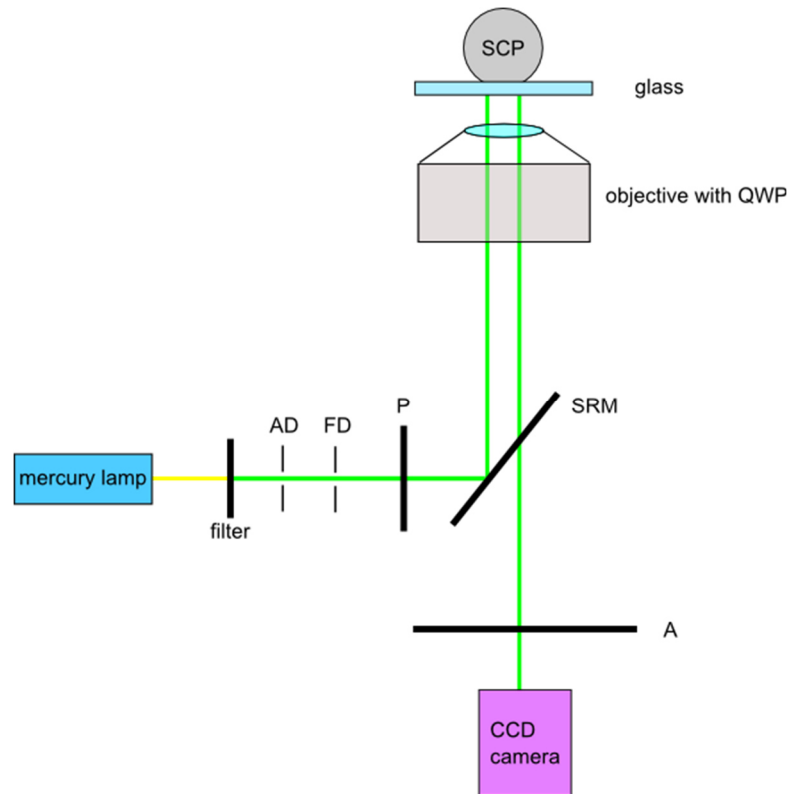 SCP
glass
objective with QWP
P
SRM
AD
FD
mercury lamp
filter
A
CCD
camera